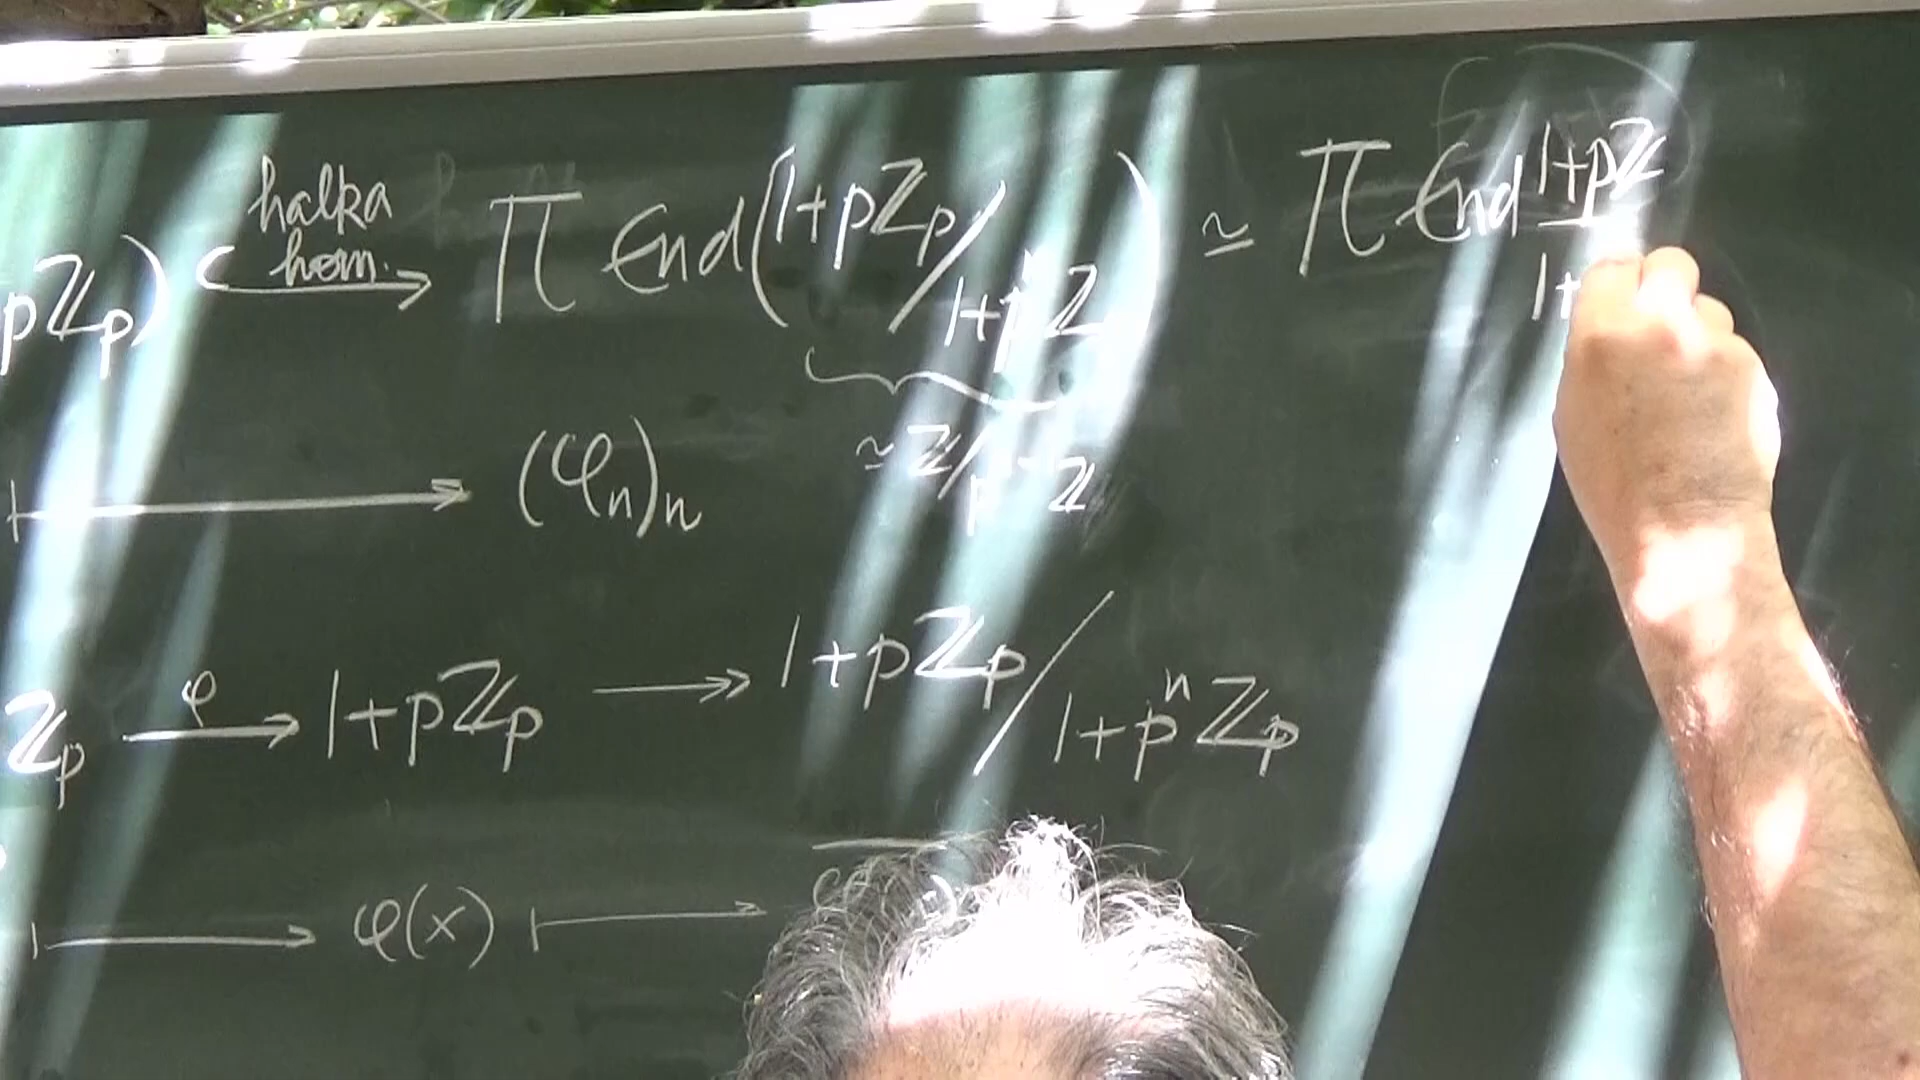 pℤₚ) ↪ halka hom. → π End(1+pℤₚ/1+pⁿℤ) ≃ π End 1+pℤ/1+
≃ ℤ/pⁿ⁻¹ℤ
↦ (φₙ)ₙ
ℤₚ —φ→ 1+pℤₚ ↠ 1+pℤₚ/1+pⁿℤₚ
↦ φ(x) ↦